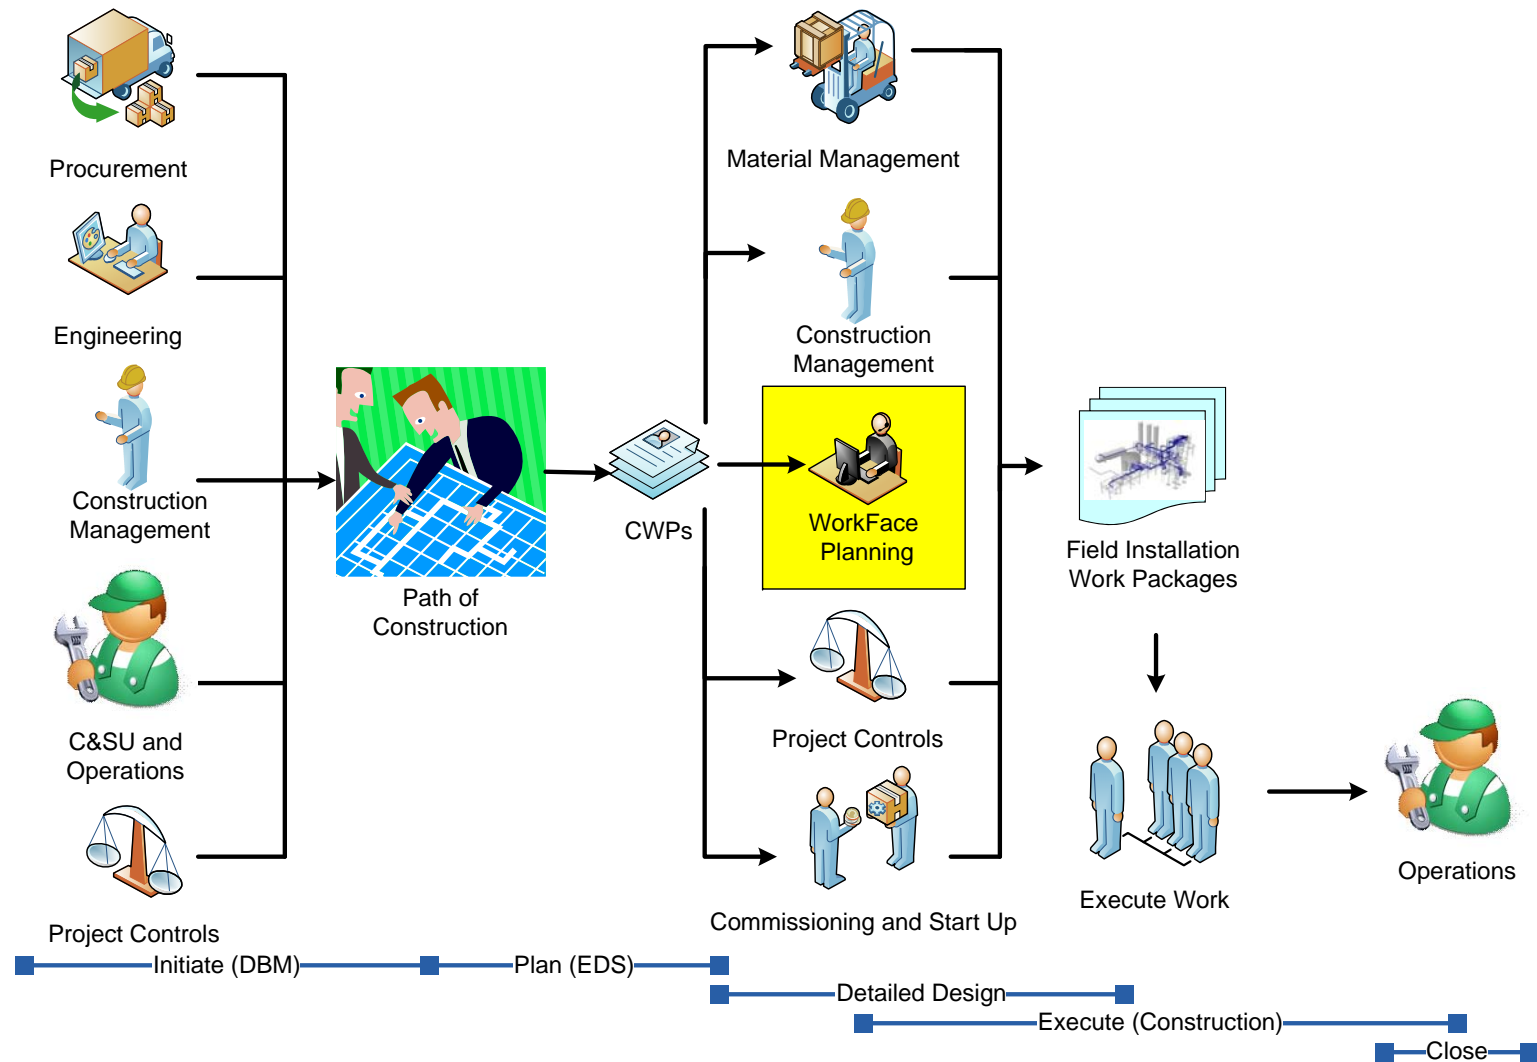 Procurement
Engineering
Construction
Management
C&SU and
Operations
Project Controls
Path of
Construction
CWPs
Material Management
Construction
Management
WorkFace
Planning
Project Controls
Commissioning and Start Up
Field Installation
Work Packages
Execute Work
Operations
Initiate (DBM)
Plan (EDS)
Detailed Design
Execute (Construction)
Close